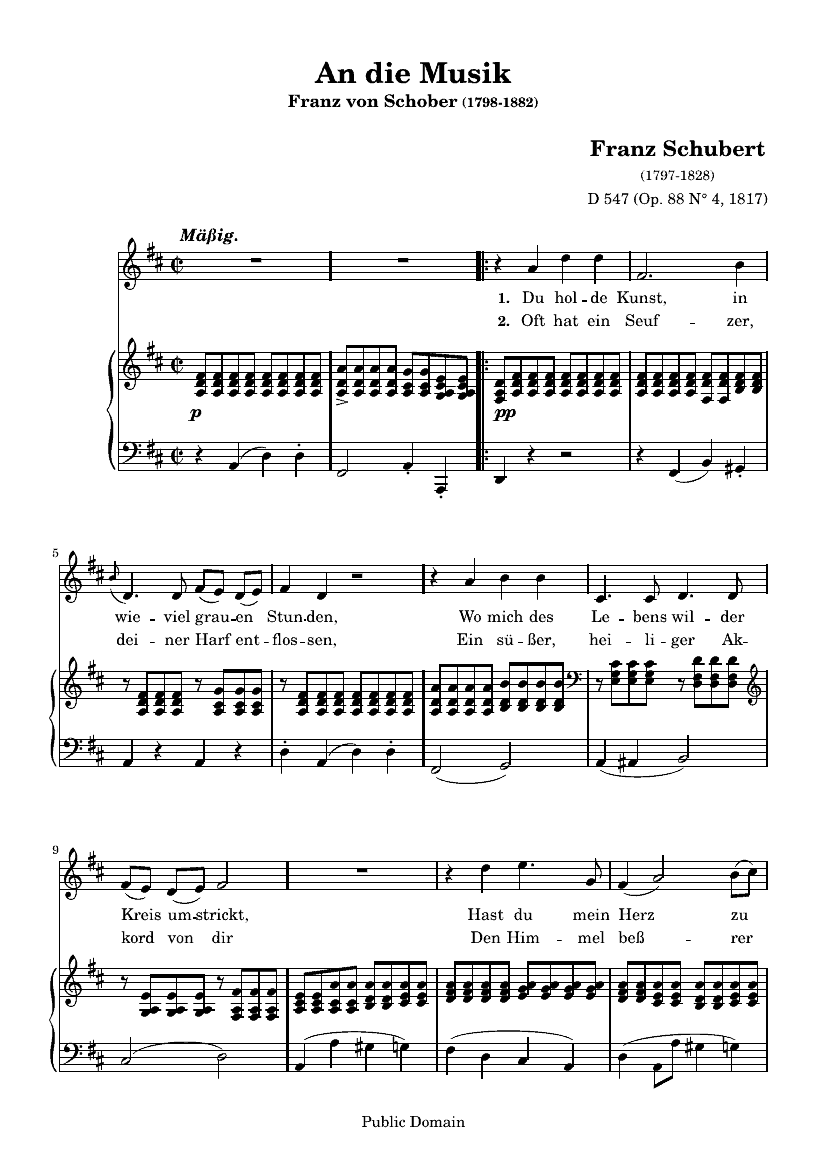 An die Musik
Franz von Schober (1798-1882)
Franz Schubert
(1797-1828)
D 547 (Op. 88 N° 4, 1817)
Mäßig.
1. Du hol - de Kunst, in
2. Oft hat ein Seuf - zer,
p
pp
5
wie - viel grau - en Stun - den, Wo mich des Le - bens wil - der
dei - ner Harf ent - flos - sen, Ein sü - ßer, hei - li - ger Ak -
9
Kreis um - strickt, Hast du mein Herz zu
kord von dir Den Him - mel beß - rer
Public Domain